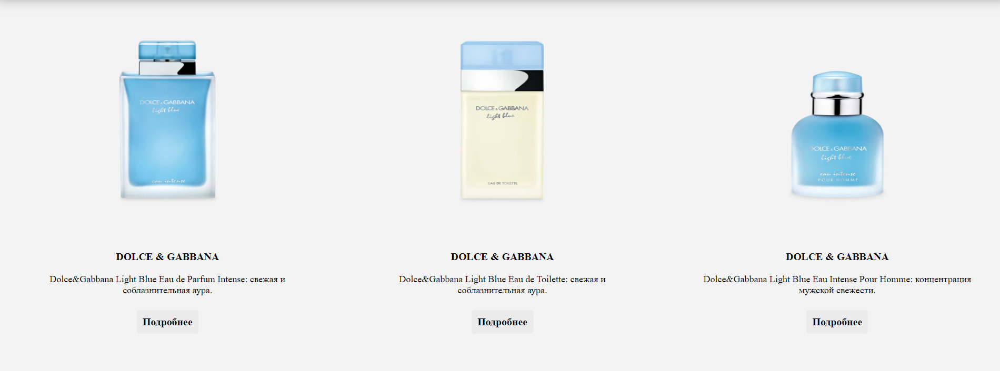 DOLCE & GABBANA
light blue
eau intense
DOLCE & GABBANA
light blue
EAU DE TOILETTE
DOLCE & GABBANA
light blue
eau intense
POUR HOMME
DOLCE & GABBANA
Dolce&Gabbana Light Blue Eau de Parfum Intense: свежая и
соблазнительная аура.
Подробнее
DOLCE & GABBANA
Dolce&Gabbana Light Blue Eau de Toilette: свежая и
соблазнительная аура.
Подробнее
DOLCE & GABBANA
Dolce&Gabbana Light Blue Eau Intense Pour Homme: концентрация
мужской свежести.
Подробнее